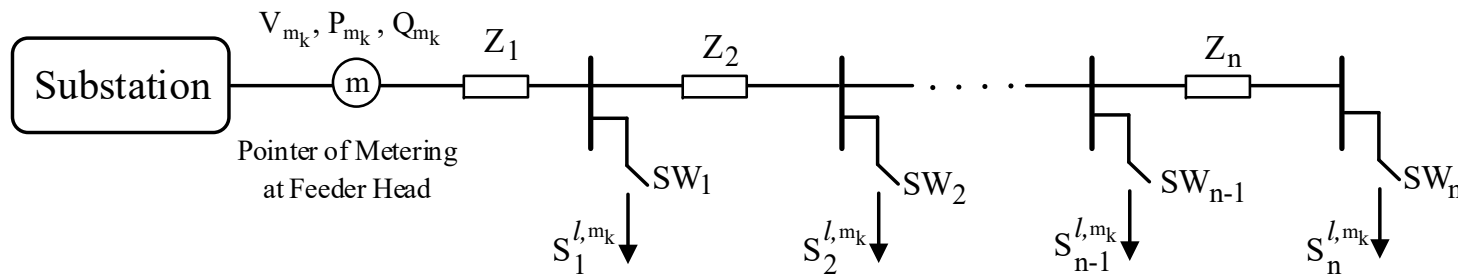 V_{m_k}, P_{m_k}, Q_{m_k}
Z_1
Z_2
Z_n
Substation
m
Pointer of Metering
at Feeder Head
SW_1
SW_2
SW_{n-1}
SW_n
S_1^{l,m_k}
S_2^{l,m_k}
S_{n-1}^{l,m_k}
S_n^{l,m_k}